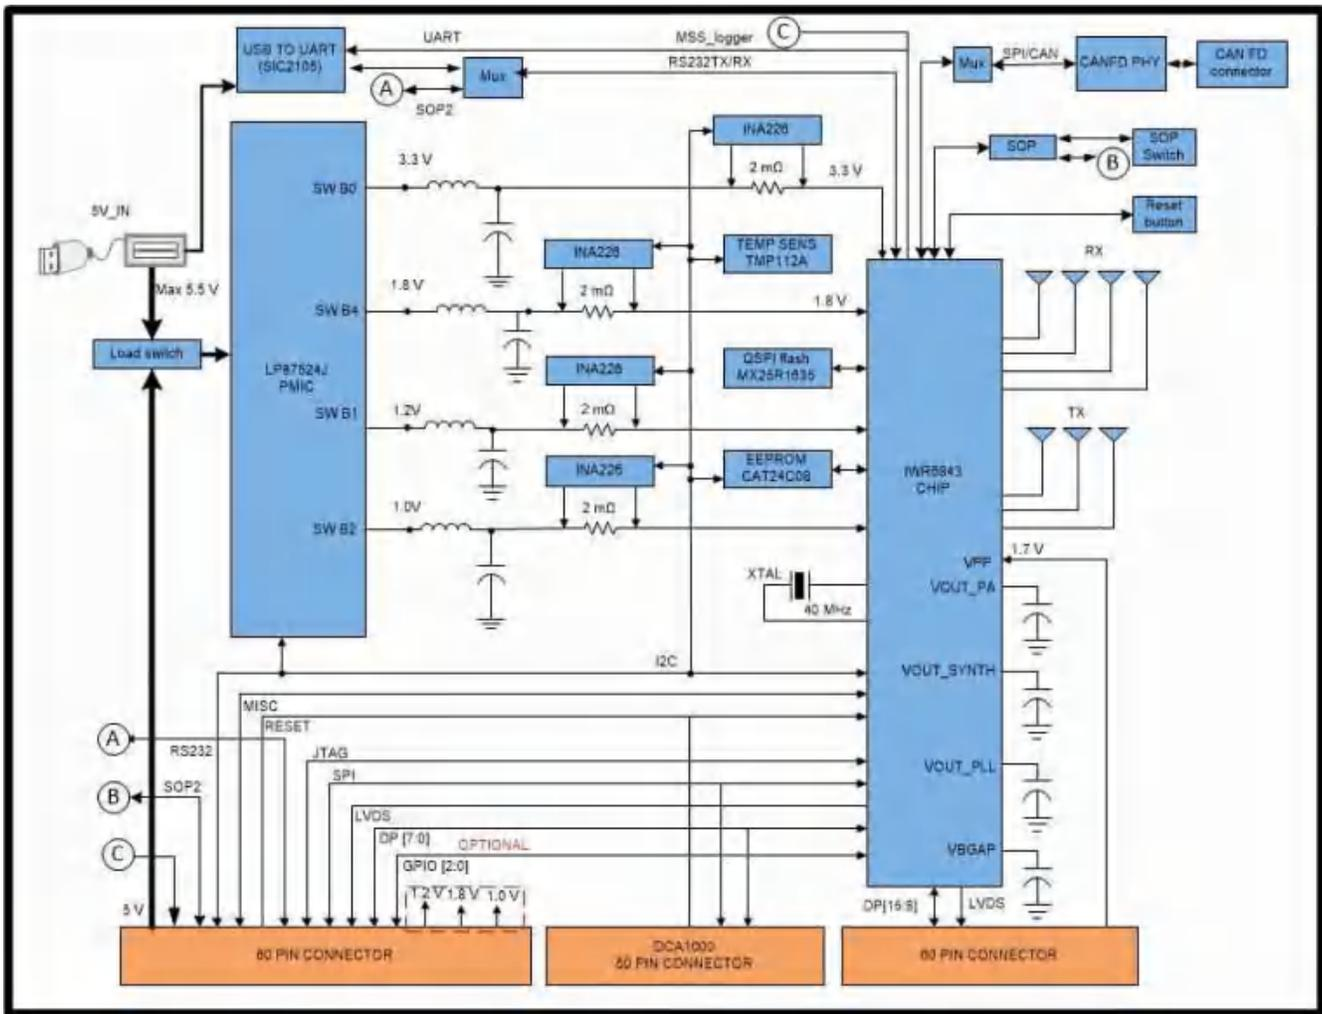 USB TO UART
(SIC2105)
UART
MSS_logger
C
RS232TX/RX
Mux
A
SOP2
Mux
SPI/CAN
CANFD PHY
CAN FD
connector
SOP
SOP
Switch
B
Reset
button
INA226
2 mΩ
3.3 V
3.3 V
SW B0
5V_IN
Max 5.5 V
Load switch
LP87524J
PMIC
INA226
TEMP SENS
TMP112A
RX
1.8 V
2 mΩ
1.8 V
SW B4
INA226
QSPI flash
MX25R1635
SW B1
1.2V
2 mΩ
TX
INA226
EEPROM
CAT24C08
IWR6843
CHIP
1.0V
2 mΩ
SW B2
XTAL
40 MHz
VPP
1.7 V
VOUT_PA
I2C
VOUT_SYNTH
MISC
RESET
A
RS232
JTAG
VOUT_PLL
SPI
B
SOP2
LVDS
DP [7:0]
OPTIONAL
C
GPIO [2:0]
VBGAP
1.2 V
1.8 V
1.0 V
5 V
DP[15:8]
LVDS
60 PIN CONNECTOR
DCA1000
60 PIN CONNECTOR
60 PIN CONNECTOR